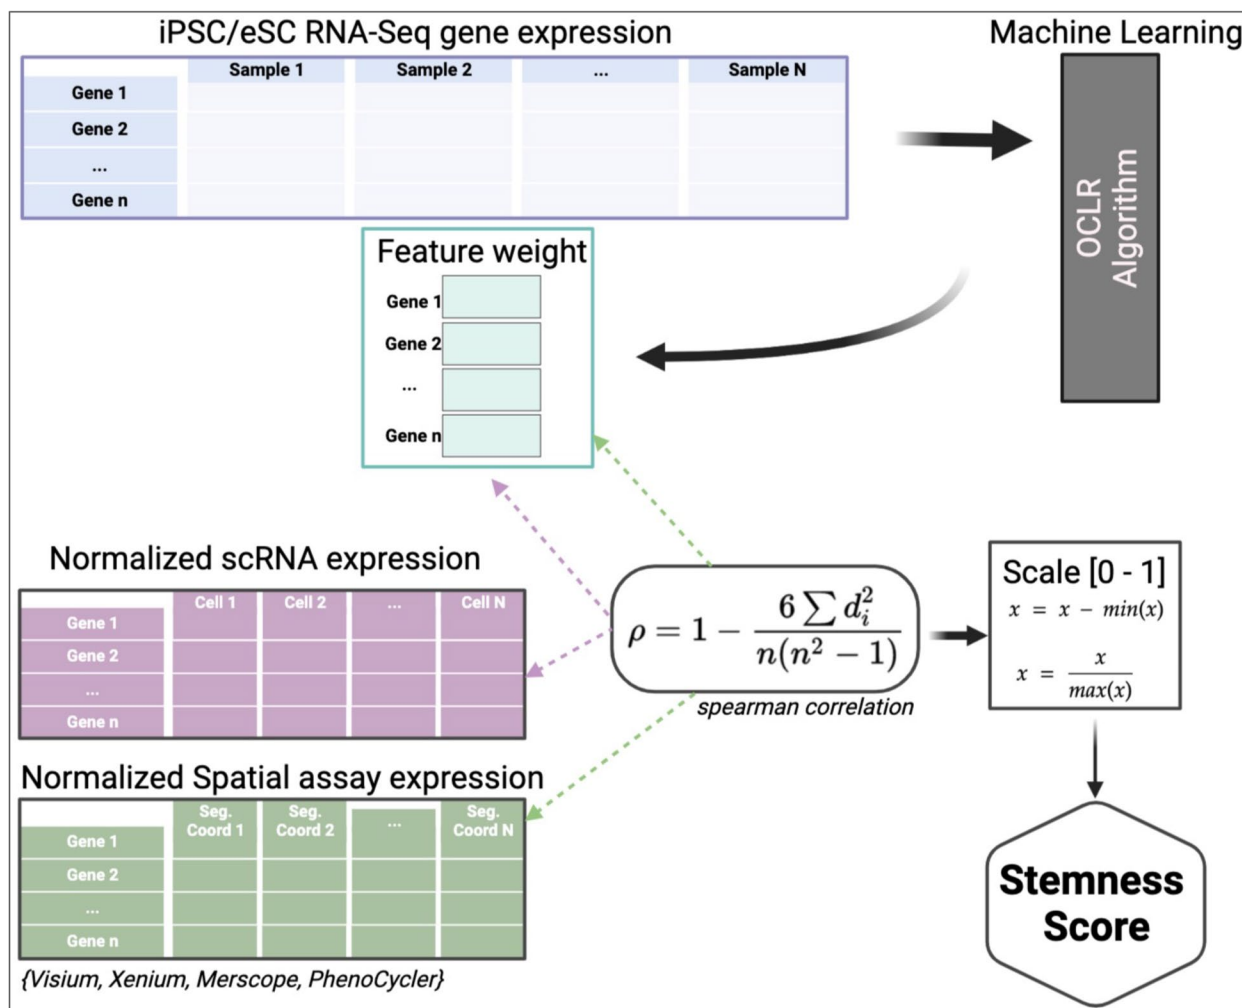 iPSC/eSC RNA-Seq gene expression
Machine Learning
Sample 1 Sample 2 ... Sample N
Gene 1
Gene 2
...
Gene n
OCLR
Algorithm
Feature weight
Gene 1
Gene 2
...
Gene n
Normalized scRNA expression
Cell 1 Cell 2 ... Cell N
Gene 1
Gene 2
...
Gene n
ρ = 1 − 6 ∑ d_i^2 / n(n^2 − 1)
spearman correlation
Scale [0 - 1]
x = x − min(x)
x = x / max(x)
Normalized Spatial assay expression
Seg. Coord 1 Seg. Coord 2 ... Seg. Coord N
Gene 1
Gene 2
...
Gene n
{Visium, Xenium, Merscope, PhenoCycler}
Stemness
Score